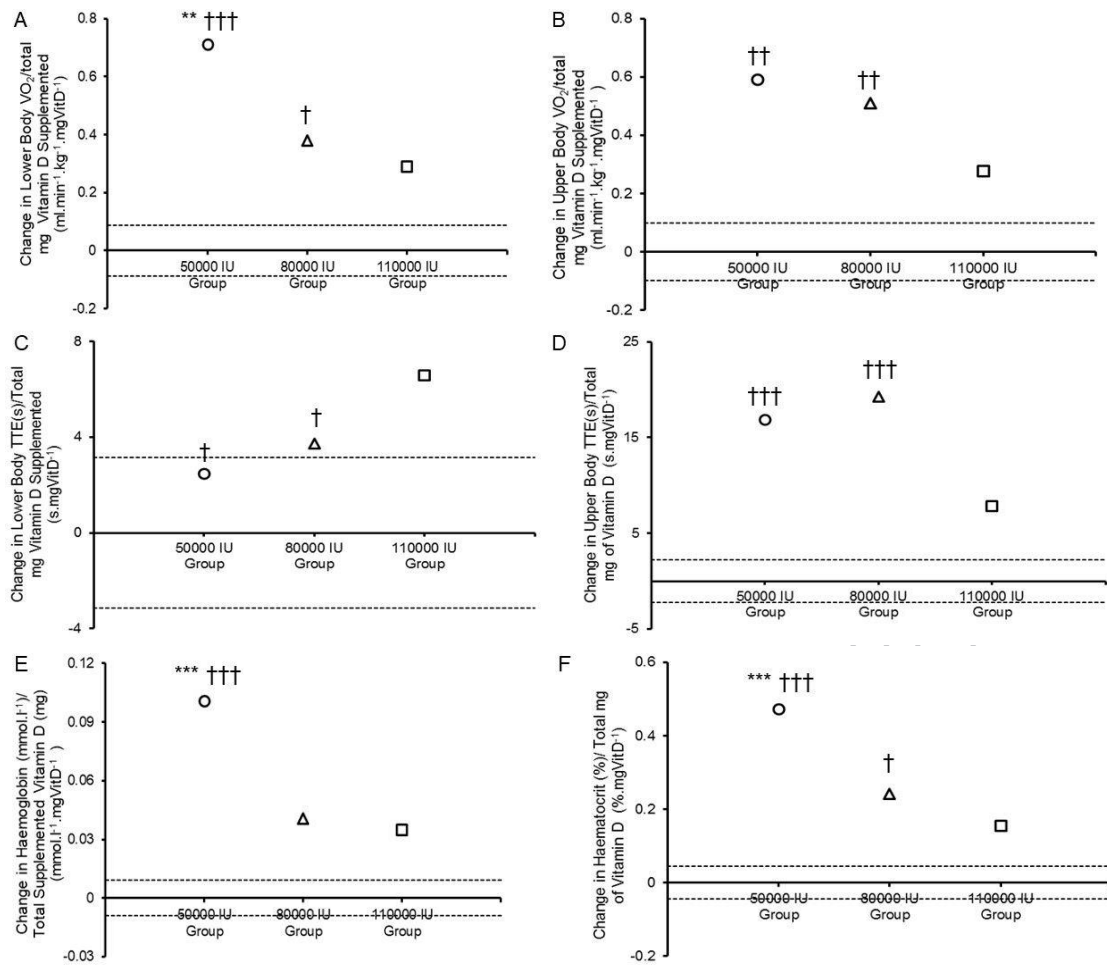 A
Change in Lower Body VO₂/total
mg Vitamin D Supplemented
(ml.min⁻¹.kg⁻¹.mgVitD⁻¹)
0.8
0.6
0.4
0.2
0
-0.2
** †††
†
50000 IU
Group
80000 IU
Group
110000 IU
Group
B
Change in Upper Body VO₂/total
mg Vitamin D Supplemented
(ml.min⁻¹.kg⁻¹.mgVitD⁻¹)
0.8
0.6
0.4
0.2
0
-0.2
††
††
50000 IU
Group
80000 IU
Group
110000 IU
Group
C
Change in Lower Body TTE(s)/Total
mg Vitamin D Supplemented
(s.mgVitD⁻¹)
8
4
0
-4
†
†
50000 IU
Group
80000 IU
Group
110000 IU
Group
D
Change in Upper Body TTE(s)/Total
mg of Vitamin D (s.mgVitD⁻¹)
25
15
5
-5
†††
†††
50000 IU
Group
80000 IU
Group
110000 IU
Group
E
Change in Haemoglobin (mmol.l⁻¹)/
Total Supplemented Vitamin D (mg)
(mmol.l⁻¹.mgVitD⁻¹ )
0.12
0.09
0.06
0.03
0
-0.03
*** †††
50000 IU
Group
80000 IU
Group
110000 IU
Group
F
Change in Haematocrit (%)/ Total mg
of Vitamin D (%.mgVitD⁻¹)
0.6
0.4
0.2
0
-0.2
*** †††
†
50000 IU
Group
80000 IU
Group
110000 IU
Group